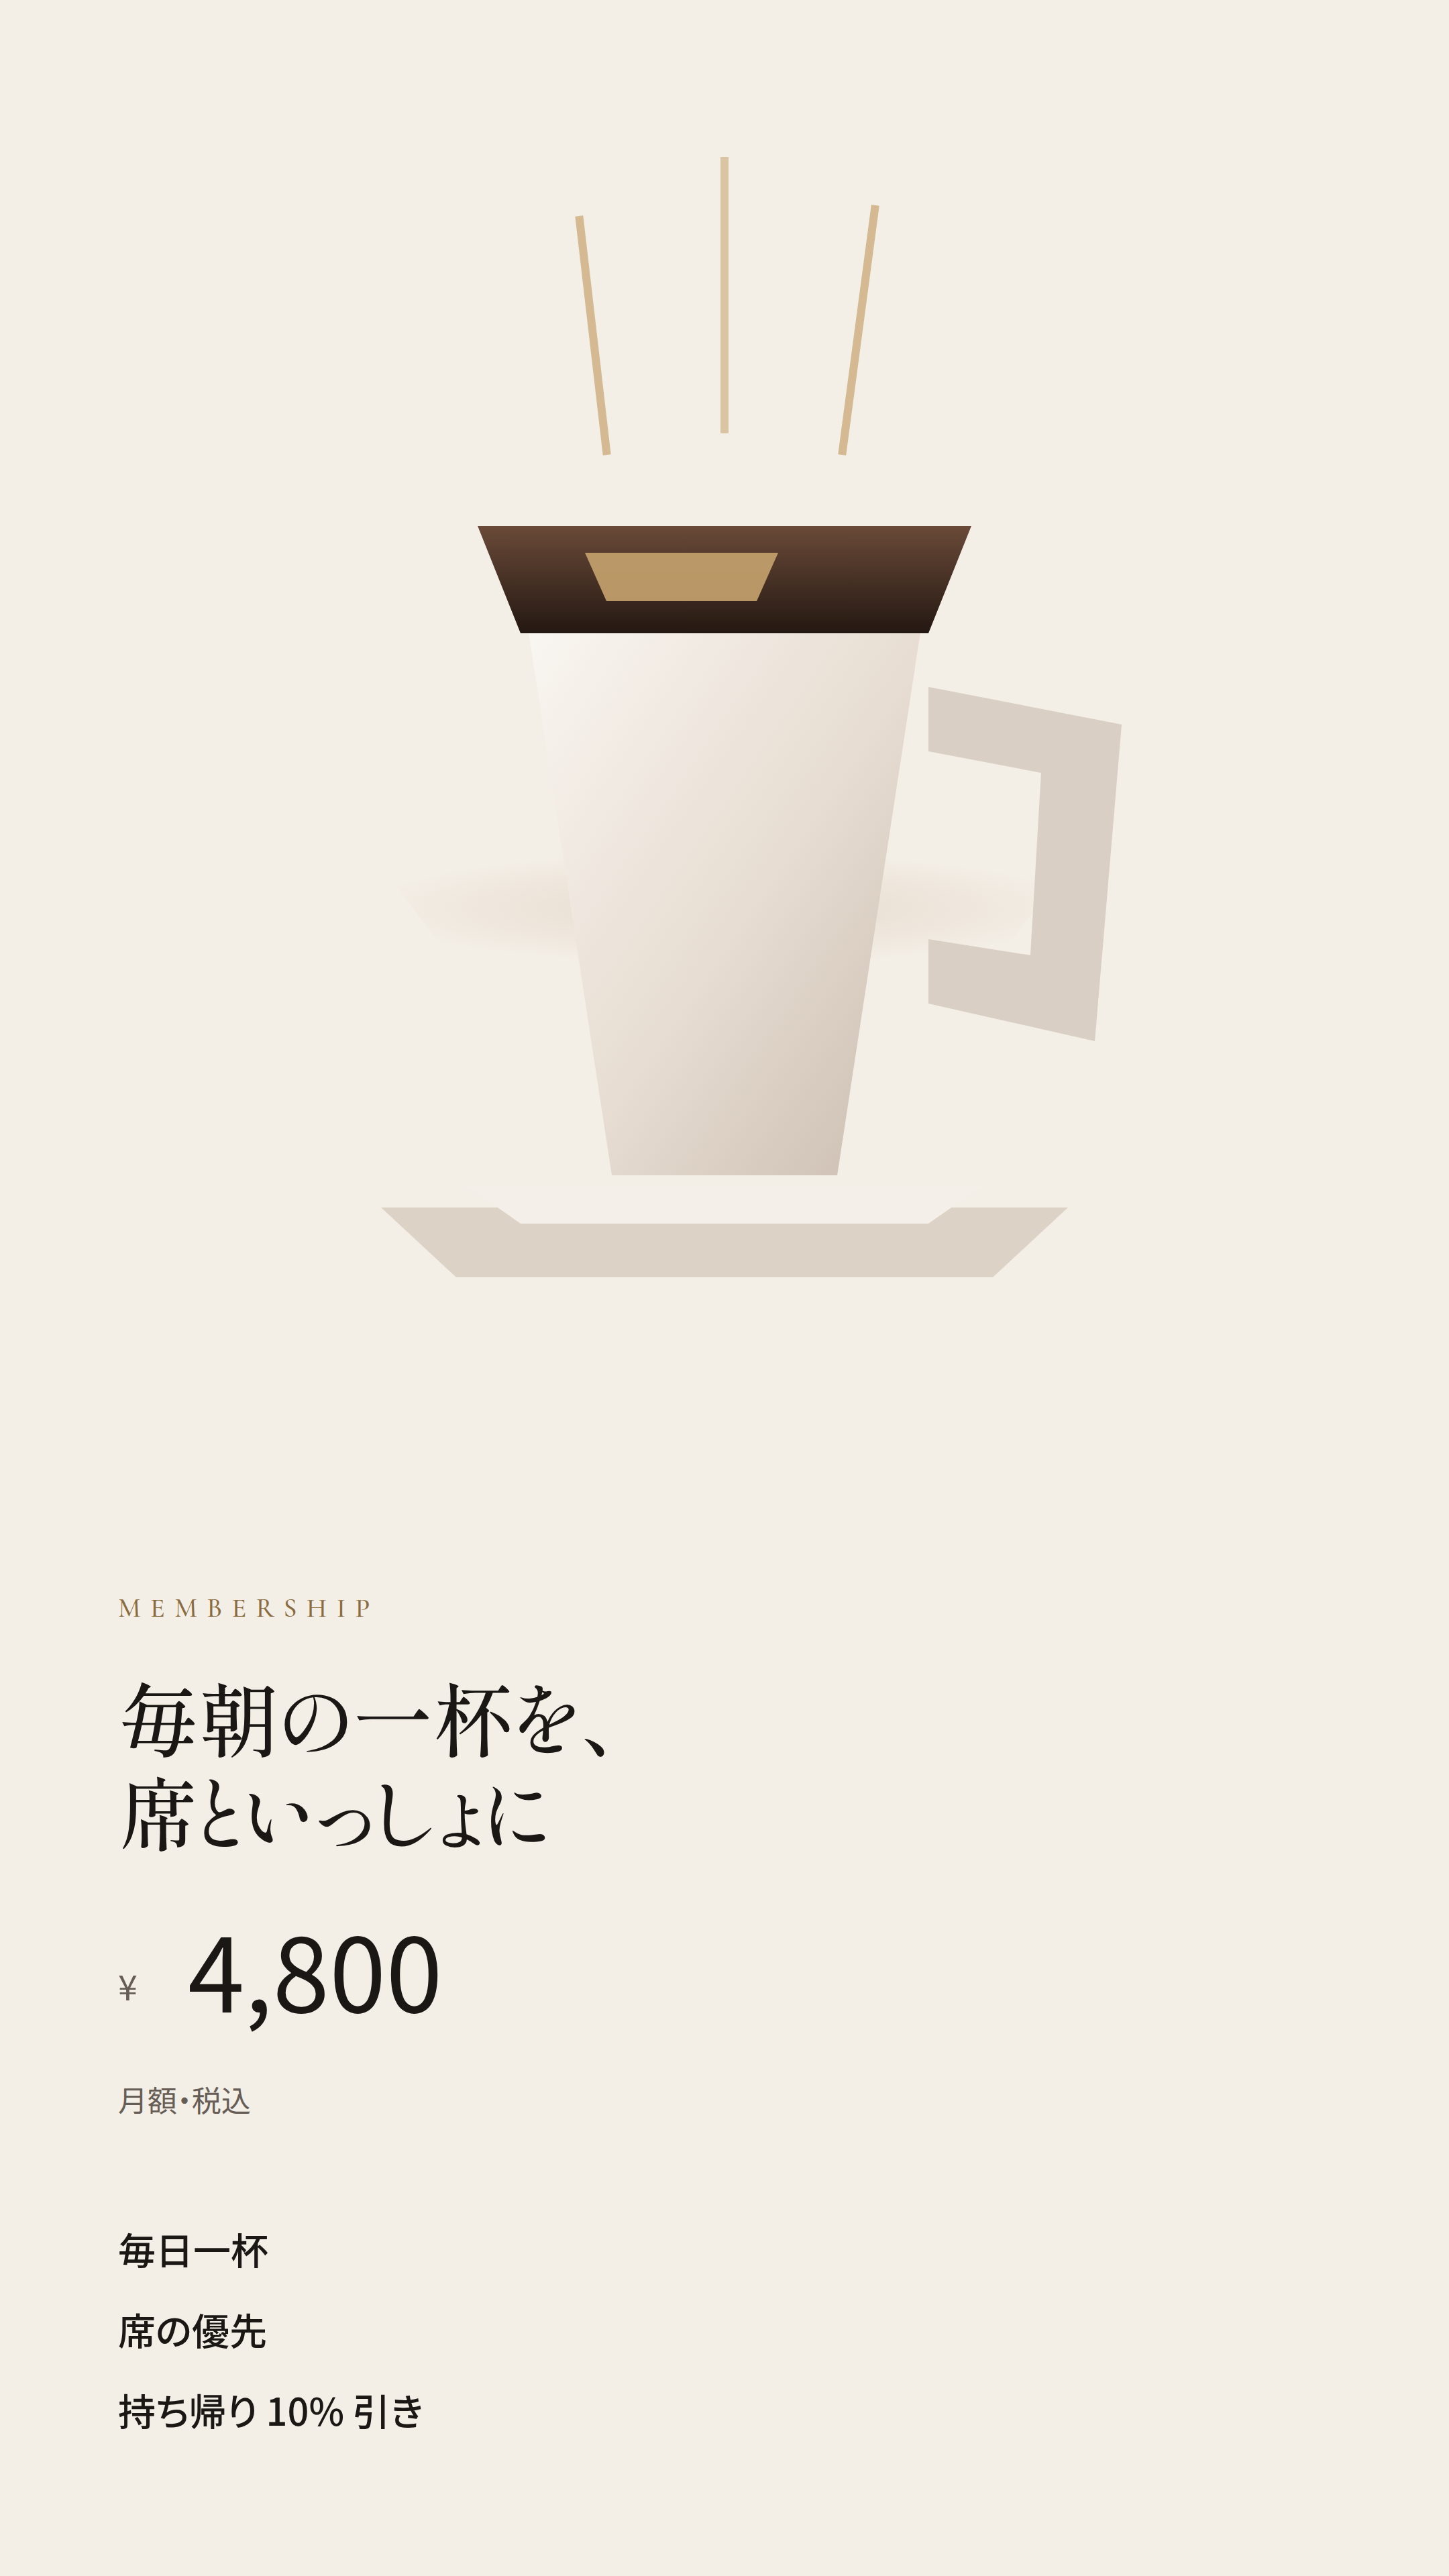 MEMBERSHIP
毎朝の一杯を、
席といっしょに
¥ 4,800
月額・税込
毎日一杯
席の優先
持ち帰り 10% 引き